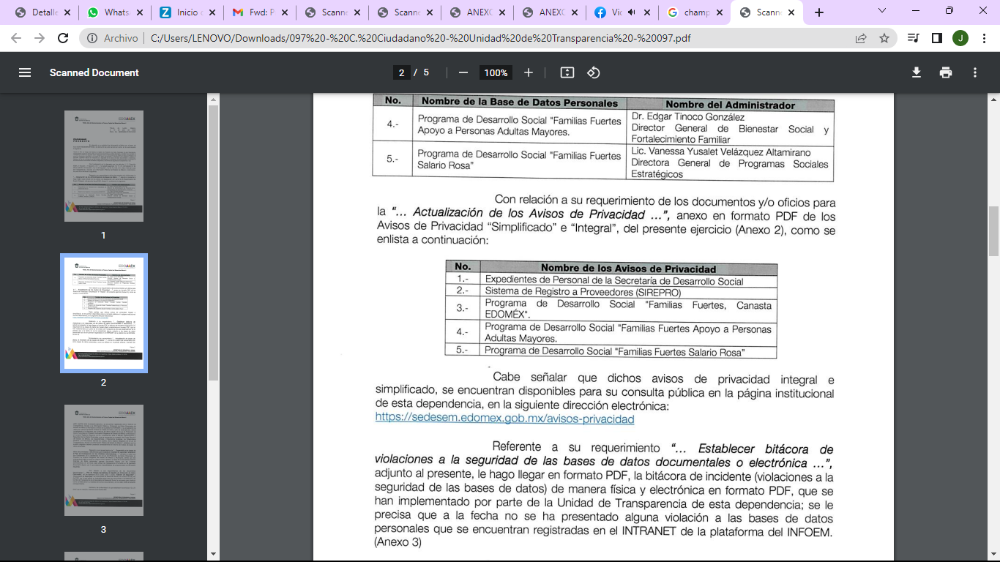 Detalle
Whats
Inicio
Fwd: P
Scanne
Scanne
ANEXO
ANEXO
Vi
champ
Scann
Archivo
C:/Users/LENOVO/Downloads/097%20-%20C.%20Ciudadano%20-%20Unidad%20de%20Transparencia%20-%20097.pdf
J
Scanned Document
2 / 5
100%
No. Nombre de la Base de Datos Personales Nombre del Administrador
4.- Programa de Desarrollo Social "Familias Fuertes Apoyo a Personas Adultas Mayores.
Dr. Edgar Tinoco González
Director General de Bienestar Social y
Fortalecimiento Familiar
5.- Programa de Desarrollo Social "Familias Fuertes Salario Rosa"
Lic. Vanessa Yusalet Velázquez Altamirano
Directora General de Programas Sociales
Estratégicos
Con relación a su requerimiento de los documentos y/o oficios para
la "... Actualización de los Avisos de Privacidad ...", anexo en formato PDF de los
Avisos de Privacidad "Simplificado" e "Integral", del presente ejercicio (Anexo 2), como se
enlista a continuación:
No. Nombre de los Avisos de Privacidad
1.- Expedientes de Personal de la Secretaría de Desarrollo Social
2.- Sistema de Registro a Proveedores (SIREPRO)
3.- Programa de Desarrollo Social "Familias Fuertes, Canasta
EDOMÉX".
4.- Programa de Desarrollo Social "Familias Fuertes Apoyo a Personas
Adultas Mayores.
5.- Programa de Desarrollo Social "Familias Fuertes Salario Rosa"
Cabe señalar que dichos avisos de privacidad integral e
simplificado, se encuentran disponibles para su consulta pública en la página institucional
de esta dependencia, en la siguiente dirección electrónica:
https://sedesem.edomex.gob.mx/avisos-privacidad
Referente a su querimiento "... Establecer bitácora de
violaciones a la seguridad de las bases de datos documentales y electrónica ...",
adjunto al presente, le hago llegar en formato PDF, la bitácora de incidente (violaciones a la
seguridad de las bases de datos) de manera física y electrónica en formato PDF, que se
han implementado por parte de la Unidad de Transparencia de esta dependencia; se le
precisa que a la fecha no se ha presentado alguna violación a las bases de datos
personales que se encuentran registradas en el INTRANET de la plataforma del INFOEM.
(Anexo 3)
1
2
3